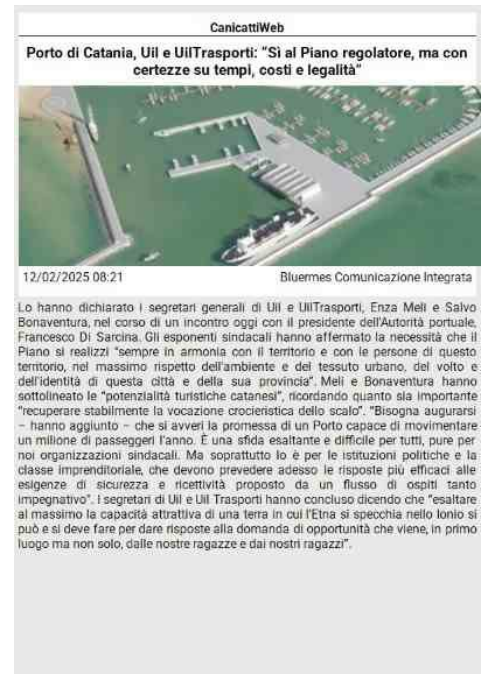 CanicattiWeb
Porto di Catania, Uil e UilTrasporti: “Sì al Piano regolatore, ma con
certezze su tempi, costi e legalità”
12/02/2025 08:21
Bluermes Comunicazione Integrata
Lo hanno dichiarato i segretari generali di Uil e UilTrasporti, Enza Meli e Salvo
Bonaventura, nel corso di un incontro oggi con il presidente dell'Autorità portuale,
Francesco Di Sarcina. Gli esponenti sindacali hanno affermato la necessità che il
Piano si realizzi “sempre in armonia con il territorio e con le persone di questo
territorio, nel massimo rispetto dell'ambiente e del tessuto urbano, del volto e
dell'identità di questa città e della sua provincia”. Meli e Bonaventura hanno
sottolineato le “potenzialità turistiche catanesi”, ricordando quanto sia importante
“recuperare stabilmente la vocazione crocieristica dello scalo”. “Bisogna augurarsi
– hanno aggiunto – che si avveri la promessa di un Porto capace di movimentare
un milione di passeggeri l'anno. È una sfida esaltante e difficile per tutti, pure per
noi organizzazioni sindacali. Ma soprattutto lo è per le istituzioni politiche e la
classe imprenditoriale, che devono prevedere adesso le risposte più efficaci alle
esigenze di sicurezza e ricettività proposto da un flusso di ospiti tanto
impegnativo”. I segretari di Uil e Uil Trasporti hanno concluso dicendo che “esaltare
al massimo la capacità attrattiva di una terra in cui l'Etna si specchia nello Ionio si
può e si deve fare per dare risposte alla domanda di opportunità che viene, in primo
luogo ma non solo, dalle nostre ragazze e dai nostri ragazzi”.